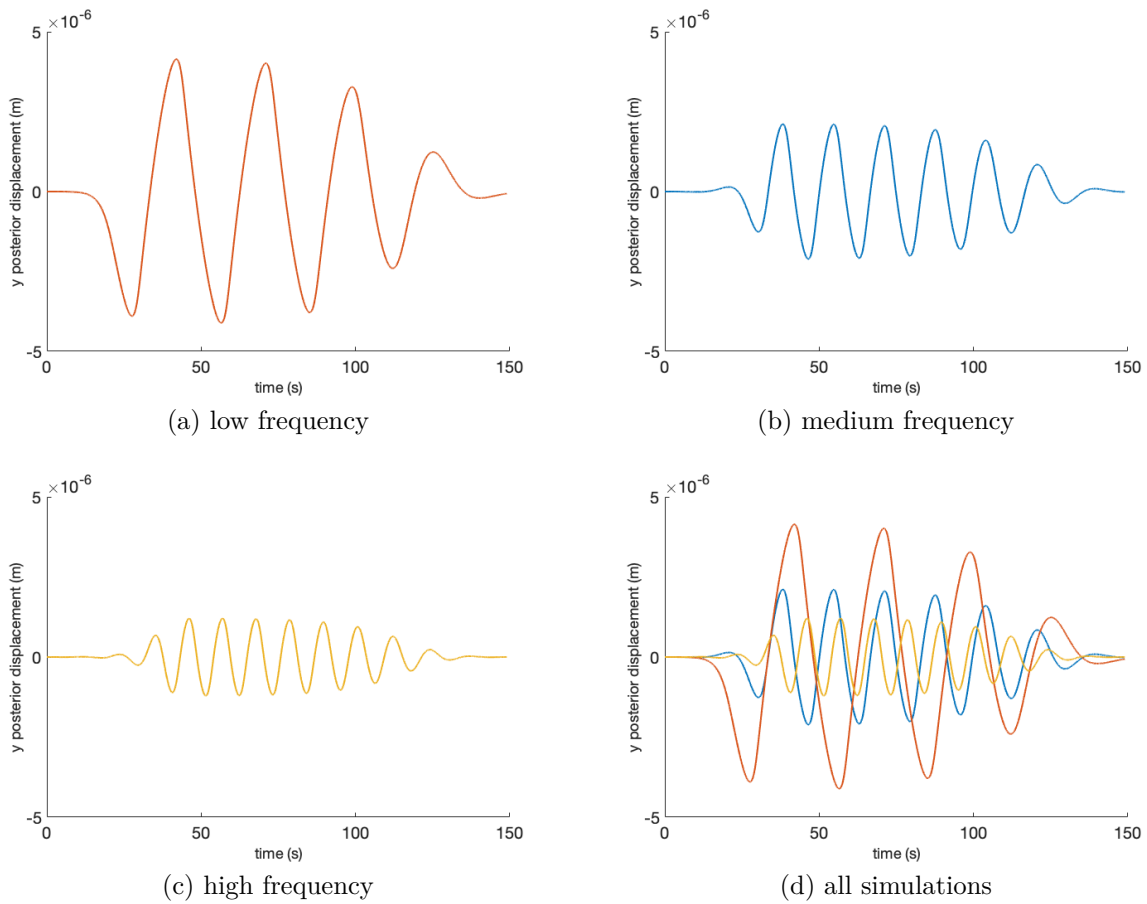 ×10⁻⁶
5
0
-5
y posterior displacement (m)
0 50 100 150
time (s)
(a) low frequency
×10⁻⁶
5
0
-5
y posterior displacement (m)
0 50 100 150
time (s)
(b) medium frequency
×10⁻⁶
5
0
-5
y posterior displacement (m)
0 50 100 150
time (s)
(c) high frequency
×10⁻⁶
5
0
-5
y posterior displacement (m)
0 50 100 150
time (s)
(d) all simulations